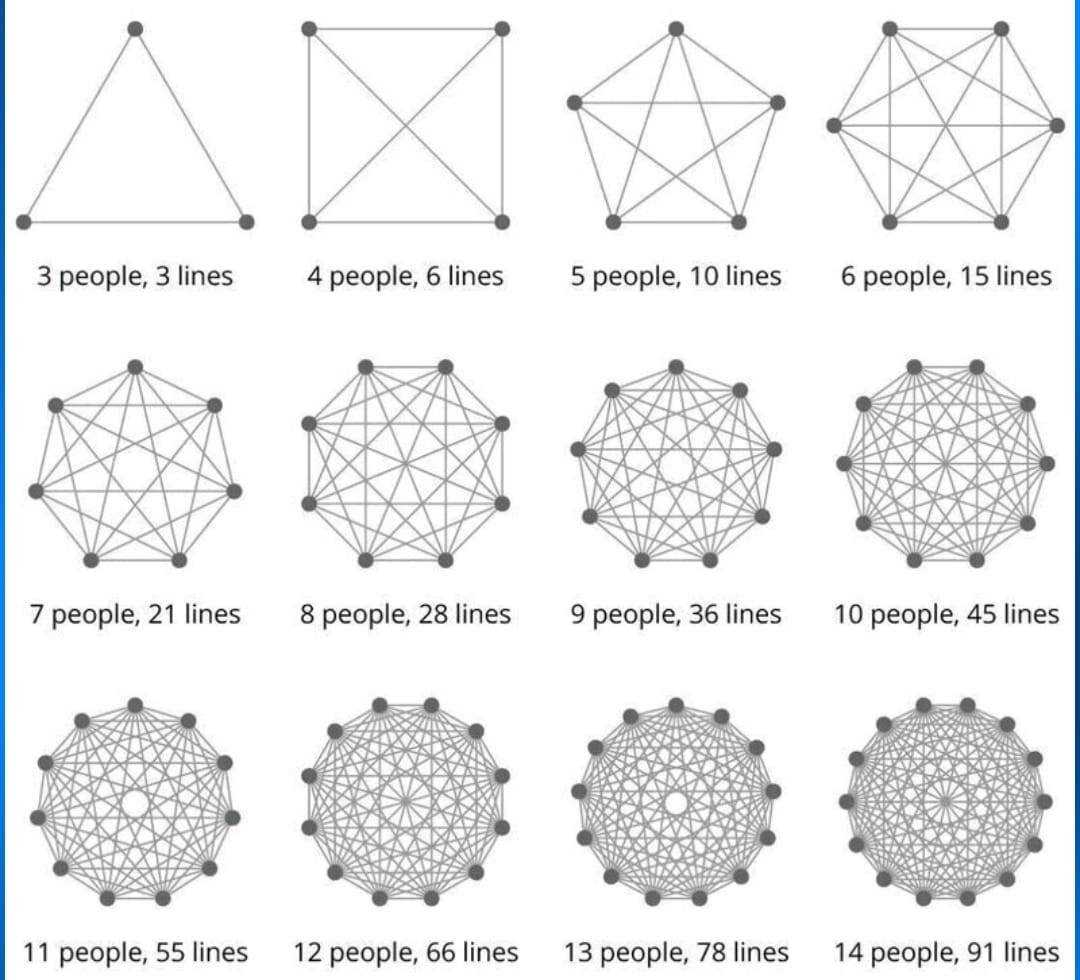 3 people, 3 lines
4 people, 6 lines
5 people, 10 lines
6 people, 15 lines
7 people, 21 lines
8 people, 28 lines
9 people, 36 lines
10 people, 45 lines
11 people, 55 lines
12 people, 66 lines
13 people, 78 lines
14 people, 91 lines